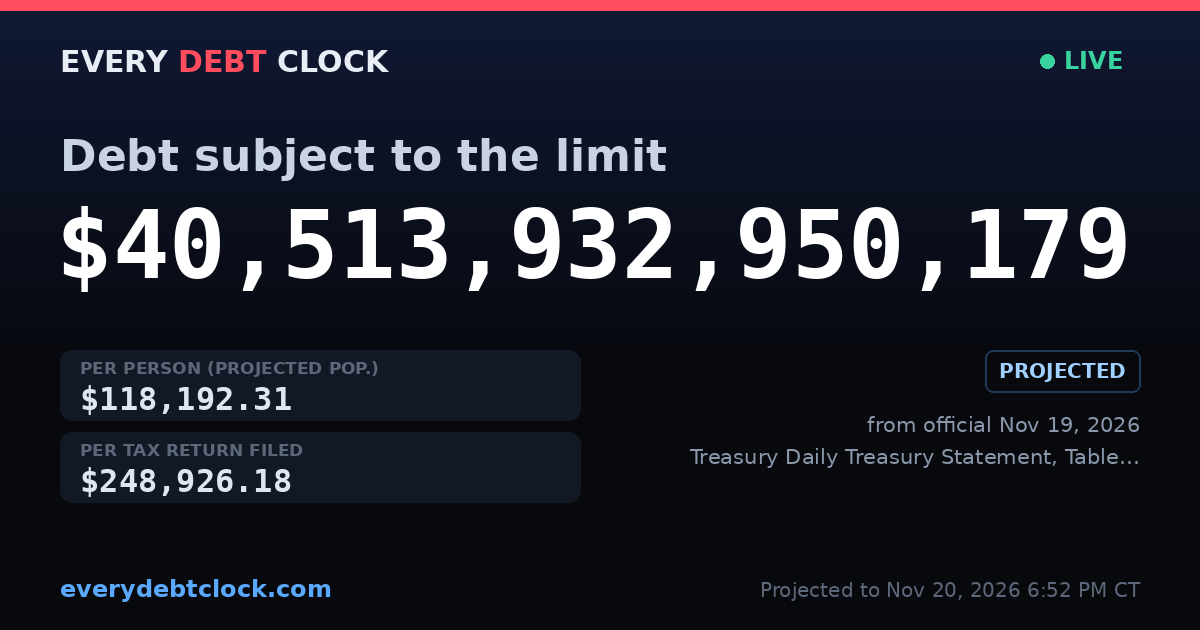 EVERY DEBT CLOCK
LIVE
Debt subject to the limit
$40,513,932,950,179
PER PERSON (PROJECTED POP.)
$118,192.31
PER TAX RETURN FILED
$248,926.18
PROJECTED
from official Nov 19, 2026
Treasury Daily Treasury Statement, Table…
everydebtclock.com
Projected to Nov 20, 2026 6:52 PM CT